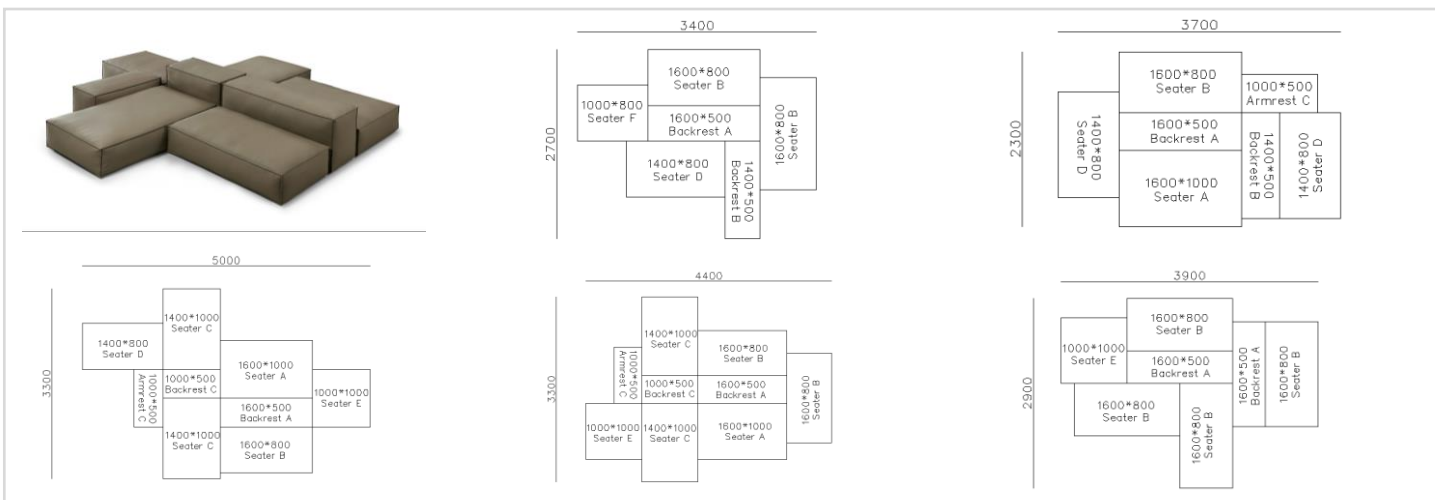 3400
2700
1600*800
Seater B
1000*800
Seater F
1600*500
Backrest A
1600*800
Seater B
1400*800
Seater D
1400*500
Backrest B
3700
2300
1600*800
Seater B
1000*500
Armrest C
1400*800
Seater D
1600*500
Backrest A
1600*1000
Seater A
1400*500
Backrest B
1400*800
Seater D
5000
3300
1400*1000
Seater C
1400*800
Seater D
1600*1000
Seater A
1000*500
Armrest C
1000*500
Backrest C
1000*1000
Seater E
1600*500
Backrest A
1400*1000
Seater C
1600*800
Seater B
4400
3300
1400*1000
Seater C
1600*800
Seater B
1000*500
Armrest C
1000*500
Backrest C
1600*500
Backrest A
1600*800
Seater B
1000*1000
Seater E
1400*1000
Seater C
1600*1000
Seater A
3900
2900
1600*800
Seater B
1000*1000
Seater E
1600*500
Backrest A
1600*500
Backrest A
1600*800
Seater B
1600*800
Seater B
1600*800
Seater B